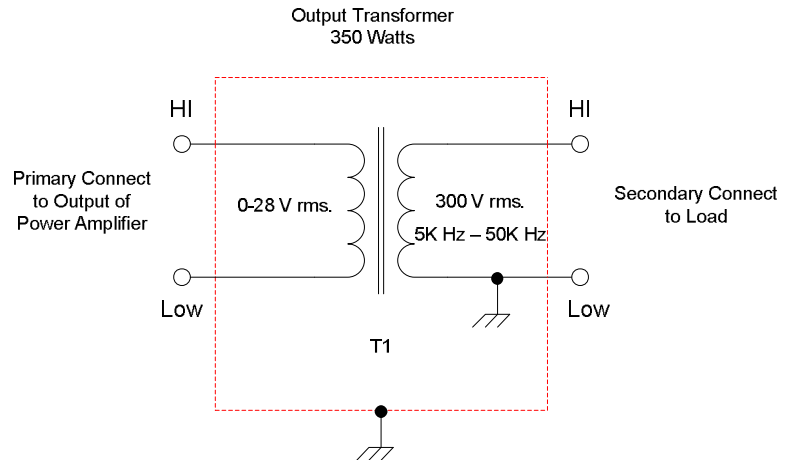 Output Transformer
350 Watts
HI
HI
Primary Connect
to Output of
Power Amplifier
0-28 V rms.
300 V rms.
5K Hz – 50K Hz
Secondary Connect
to Load
Low
Low
T1